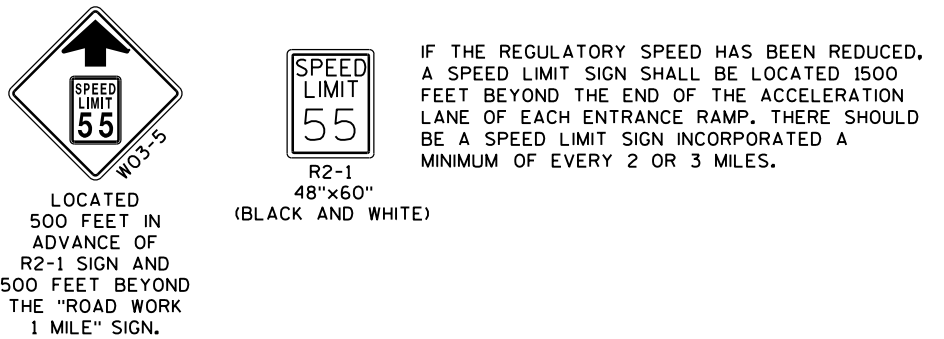 SPEED
LIMIT
55
WO3-5
LOCATED
500 FEET IN
ADVANCE OF
R2-1 SIGN AND
500 FEET BEYOND
THE "ROAD WORK
1 MILE" SIGN.
SPEED
LIMIT
55
R2-1
48"x60"
(BLACK AND WHITE)
IF THE REGULATORY SPEED HAS BEEN REDUCED,
A SPEED LIMIT SIGN SHALL BE LOCATED 1500
FEET BEYOND THE END OF THE ACCELERATION
LANE OF EACH ENTRANCE RAMP. THERE SHOULD
BE A SPEED LIMIT SIGN INCORPORATED A
MINIMUM OF EVERY 2 OR 3 MILES.